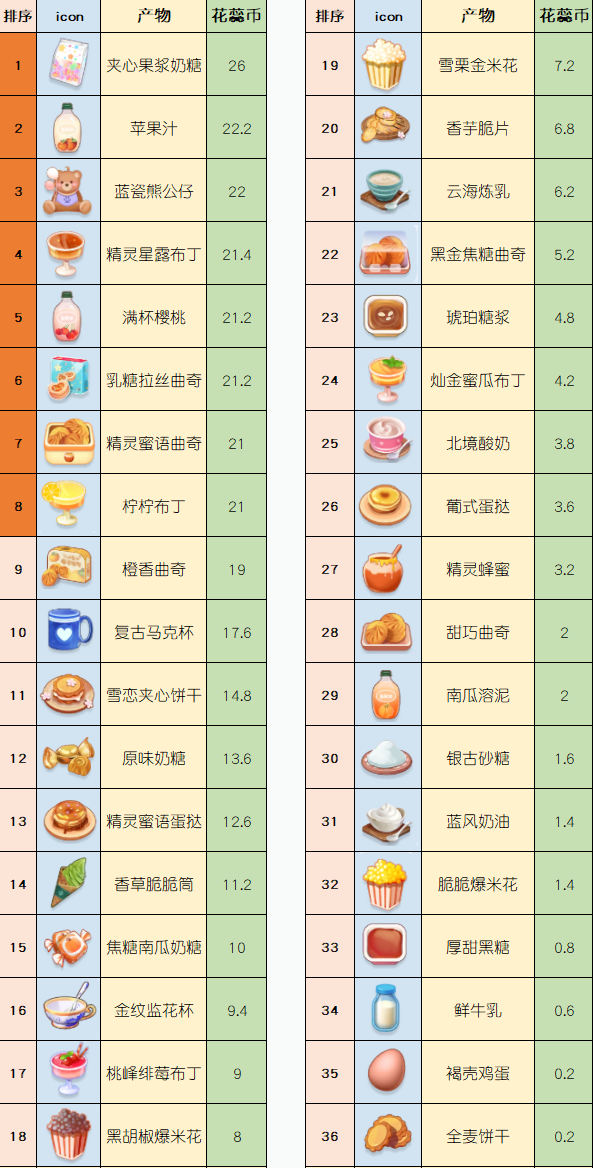 排序 icon 产物 花蕊币
1 夹心果浆奶糖 26
2 苹果汁 22.2
3 蓝瓷熊公仔 22
4 精灵星露布丁 21.4
5 满杯樱桃 21.2
6 乳糖拉丝曲奇 21.2
7 精灵蜜语曲奇 21
8 柠柠布丁 21
9 橙香曲奇 19
10 复古马克杯 17.6
11 雪恋夹心饼干 14.8
12 原味奶糖 13.6
13 精灵蜜语蛋挞 12.6
14 香草脆脆筒 11.2
15 焦糖南瓜奶糖 10
16 金纹监花杯 9.4
17 桃峰绯莓布丁 9
18 黑胡椒爆米花 8
排序 icon 产物 花蕊币
19 雪栗金米花 7.2
20 香芋脆片 6.8
21 云海炼乳 6.2
22 黑金焦糖曲奇 5.2
23 琥珀糖浆 4.8
24 灿金蜜瓜布丁 4.2
25 北境酸奶 3.8
26 葡式蛋挞 3.6
27 精灵蜂蜜 3.2
28 甜巧曲奇 2
29 南瓜溶泥 2
30 银古砂糖 1.6
31 蓝风奶油 1.4
32 脆脆爆米花 1.4
33 厚甜黑糖 0.8
34 鲜牛乳 0.6
35 褐壳鸡蛋 0.2
36 全麦饼干 0.2